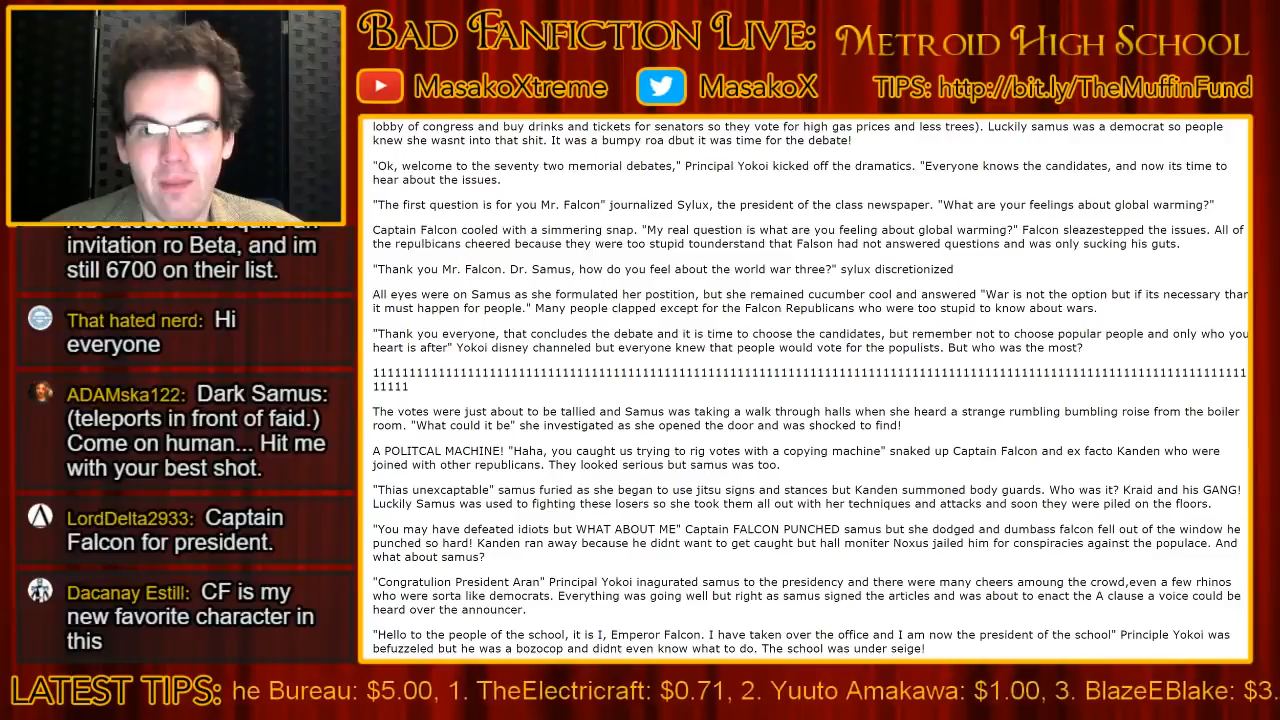 BAD FANFICTION LIVE:
METROID HIGH SCHOOL
MasakoXtreme
MasakoX
TIPS: http://bit.ly/TheMuffinFund
invitation ro Beta, and im
still 6700 on their list.
That hated nerd: Hi
everyone
ADAMska122: Dark Samus:
(teleports in front of faid.)
Come on human... Hit me
with your best shot.
LordDelta2933: Captain
Falcon for president.
Dacanay Estill: CF is my
new favorite character in
this
lobby of congress and buy drinks and tickets for senators so they vote for high gas prices and less trees). Luckily samus was a democrat so people
knew she wasnt into that shit. It was a bumpy roa dbut it was time for the debate!
"Ok, welcome to the seventy two memorial debates," Principal Yokoi kicked off the dramatics. "Everyone knows the candidates, and now its time to
hear about the issues.
"The first question is for you Mr. Falcon" journalized Sylux, the president of the class newspaper. "What are your feelings about global warming?"
Captain Falcon cooled with a simmering snap. "My real question is what are you feeling about global warming?" Falcon sleazestepped the issues. All of
the repulbicans cheered because they were too stupid tounderstand that Falson had not answered questions and was only sucking his guts.
"Thank you Mr. Falcon. Dr. Samus, how do you feel about the world war three?" sylux discretionized
All eyes were on Samus as she formulated her postition, but she remained cucumber cool and answered "War is not the option but if its necessary than
it must happen for people." Many people clapped except for the Falcon Republicans who were too stupid to know about wars.
"Thank you everyone, that concludes the debate and it is time to choose the candidates, but remember not to choose popular people and only who you
heart is after" Yokoi disney channeled but everyone knew that people would vote for the populists. But who was the most?
11111
The votes were just about to be tallied and Samus was taking a walk through halls when she heard a strange rumbling bumbling roise from the boiler
room. "What could it be" she investigated as she opened the door and was shocked to find!
A POLITCAL MACHINE! "Haha, you caught us trying to rig votes with a copying machine" snaked up Captain Falcon and ex facto Kanden who were
joined with other republicans. They looked serious but samus was too.
"Thias unexcaptable" samus furied as she began to use jitsu signs and stances but Kanden summoned body guards. Who was it? Kraid and his GANG!
Luckily Samus was used to fighting these losers so she took them all out with her techniques and attacks and soon they were piled on the floors.
"You may have defeated idiots but WHAT ABOUT ME" Captain FALCON PUNCHED samus but she dodged and dumbass falcon fell out of the window he
punched so hard! Kanden ran away because he didnt want to get caught but hall moniter Noxus jailed him for conspiracies against the populace. And
what about samus?
"Congratulion President Aran" Principal Yokoi inagurated samus to the presidency and there were many cheers amoung the crowd,even a few rhinos
who were sorta like democrats. Everything was going well but right as samus signed the articles and was about to enact the A clause a voice could be
heard over the announcer.
"Hello to the people of the school, it is I, Emperor Falcon. I have taken over the office and I am now the president of the school" Principle Yokoi was
befuzzeled but he was a bozocop and didnt even know what to do. The school was under seige!
LATEST TIPS: he Bureau: $5.00, 1. TheElectricraft: $0.71, 2. Yuuto Amakawa: $1.00, 3. BlazeEBlake: $3.